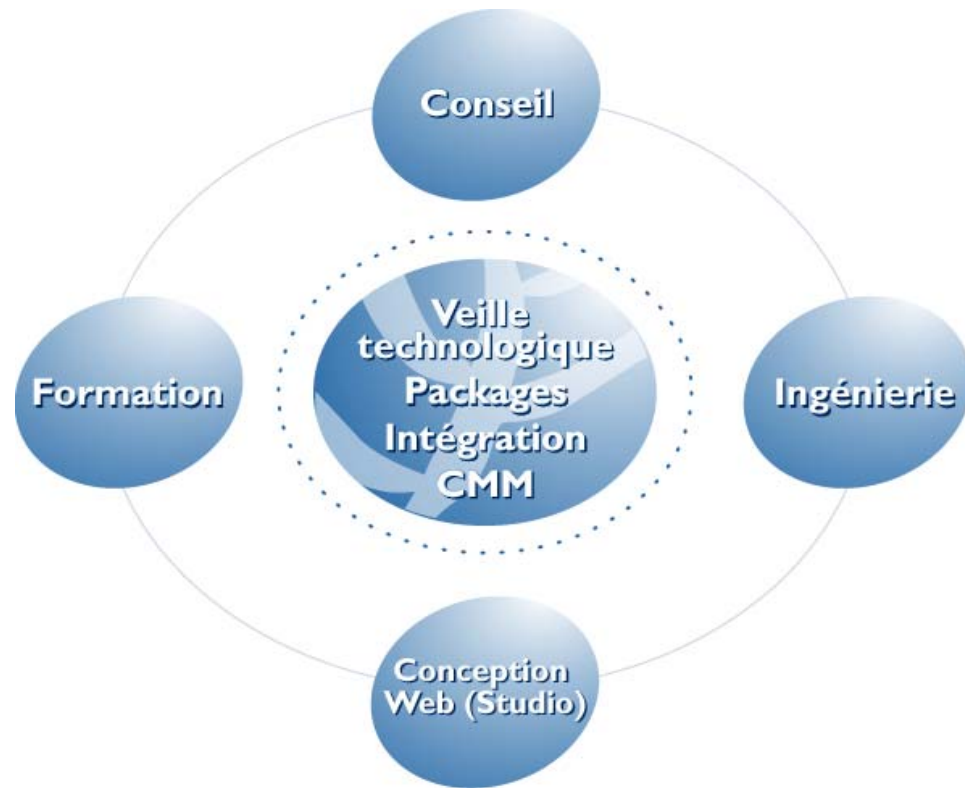 Conseil
Formation
Veille
technologique
Packages
Intégration
CMM
Ingénierie
Conception
Web (Studio)